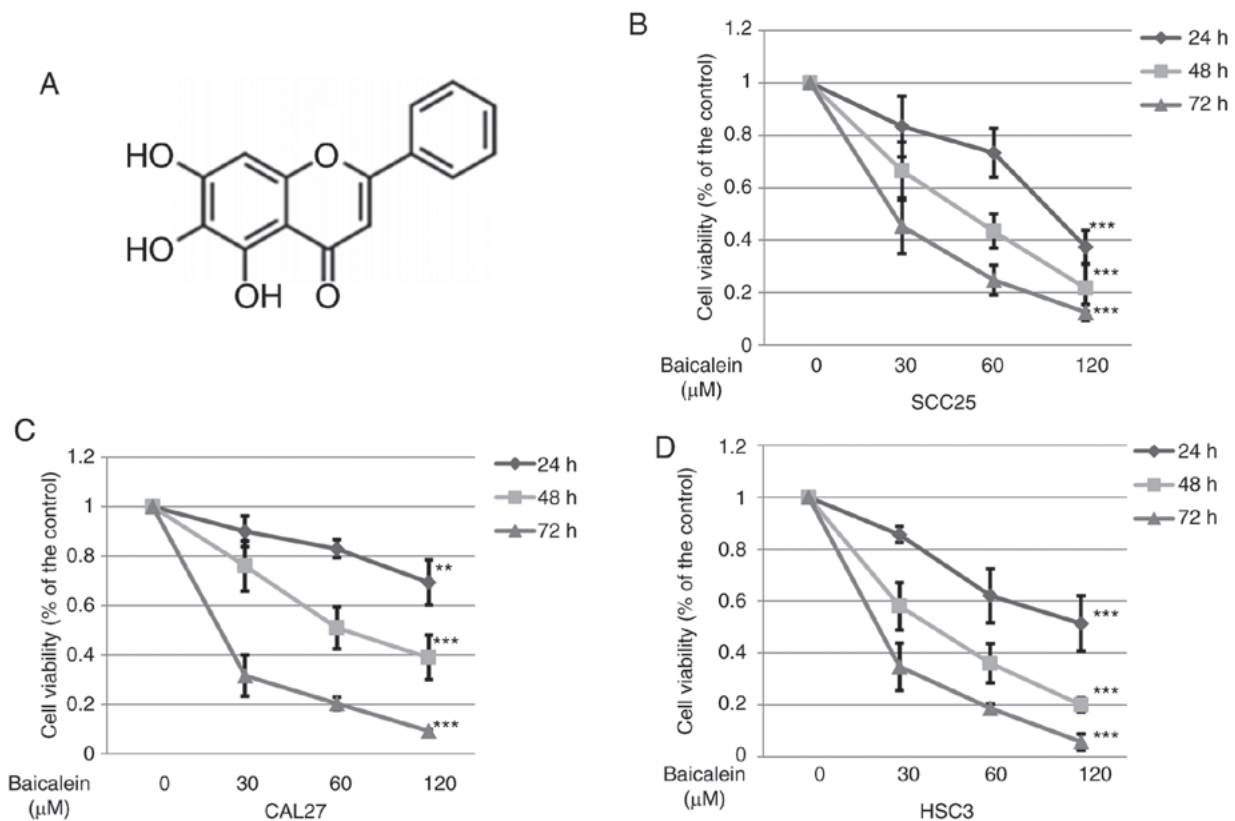 A
HO
O
HO
OH
O
B
Cell viability (% of the control)
1.2
1
0.8
0.6
0.4
0.2
0
24 h
48 h
72 h
***
***
***
Baicalein
(μM)
0 30 60 120
SCC25
C
Cell viability (% of the control)
1.2
1
0.8
0.6
0.4
0.2
0
24 h
48 h
72 h
**
***
***
Baicalein
(μM)
0 30 60 120
CAL27
D
Cell viability (% of the control)
1.2
1
0.8
0.6
0.4
0.2
0
24 h
48 h
72 h
***
***
***
Baicalein
(μM)
0 30 60 120
HSC3